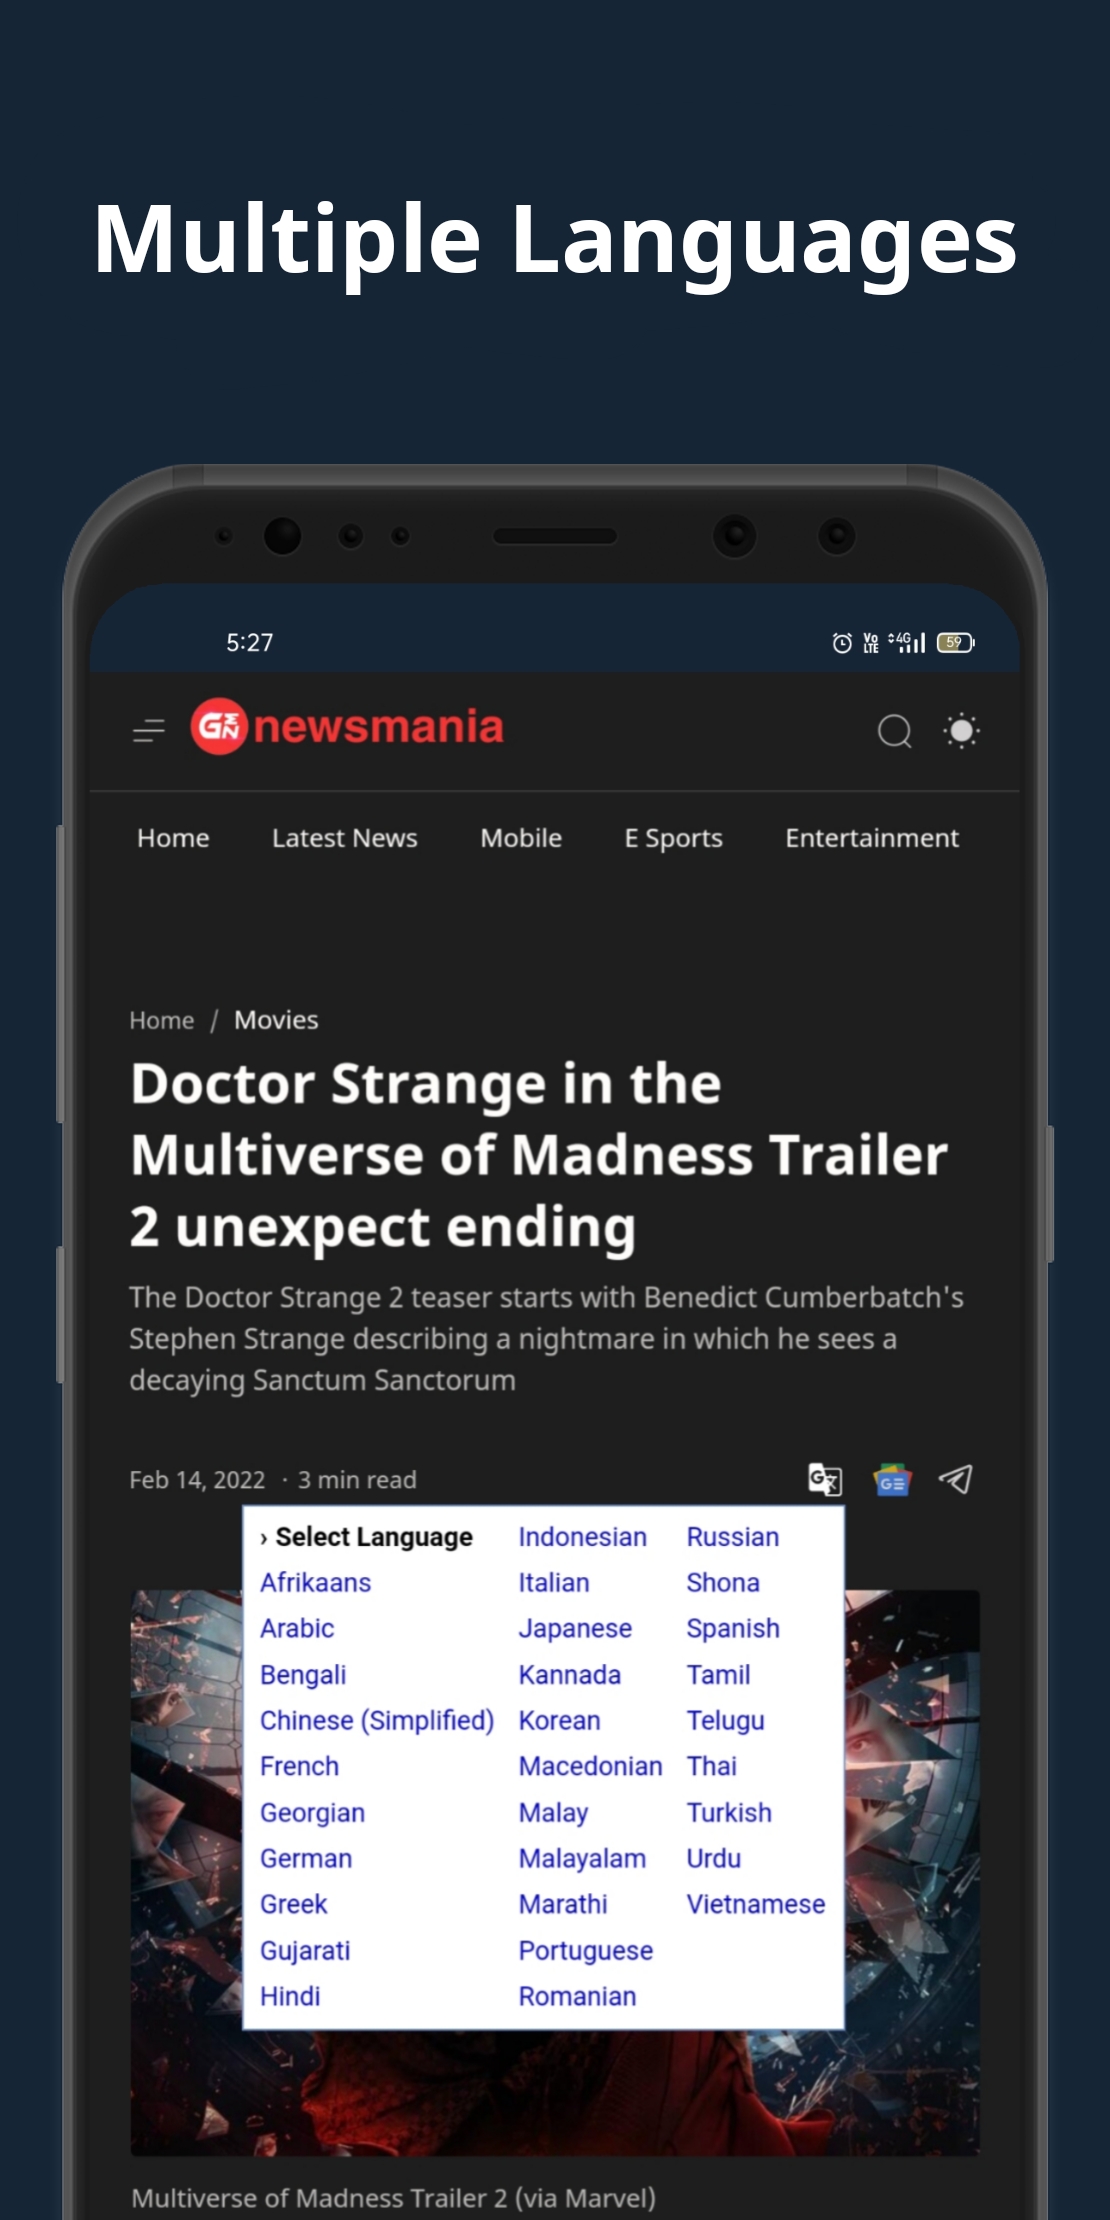 Multiple Languages
5:27
Vo LTE 4G 59
GEN newsmania
Home Latest News Mobile E Sports Entertainment
Home / Movies
Doctor Strange in the
Multiverse of Madness Trailer
2 unexpect ending
The Doctor Strange 2 teaser starts with Benedict Cumberbatch's
Stephen Strange describing a nightmare in which he sees a
decaying Sanctum Sanctorum
Feb 14, 2022 · 3 min read
› Select Language
Afrikaans
Arabic
Bengali
Chinese (Simplified)
French
Georgian
German
Greek
Gujarati
Hindi
Indonesian
Italian
Japanese
Kannada
Korean
Macedonian
Malay
Malayalam
Marathi
Portuguese
Romanian
Russian
Shona
Spanish
Tamil
Telugu
Thai
Turkish
Urdu
Vietnamese
Multiverse of Madness Trailer 2 (via Marvel)